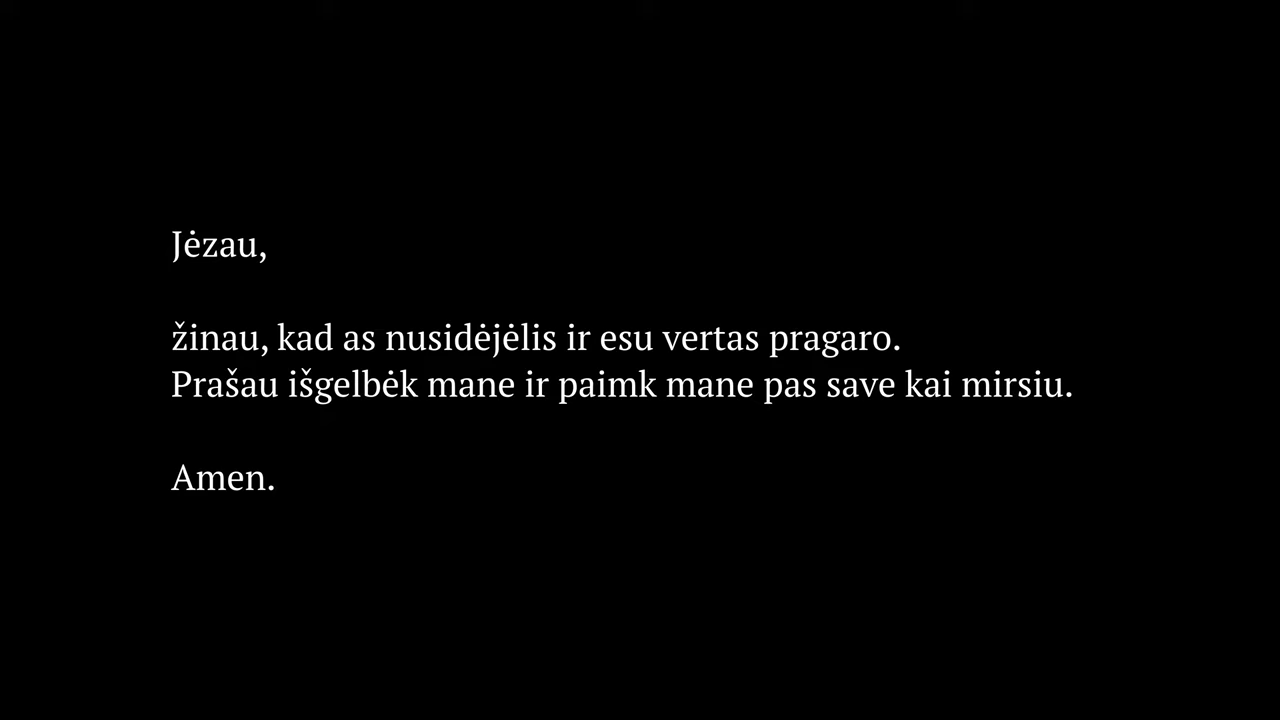 Jėzau,
žinau, kad as nusidėjėlis ir esu vertas pragaro.
Prašau išgelbėk mane ir paimk mane pas save kai mirsiu.
Amen.